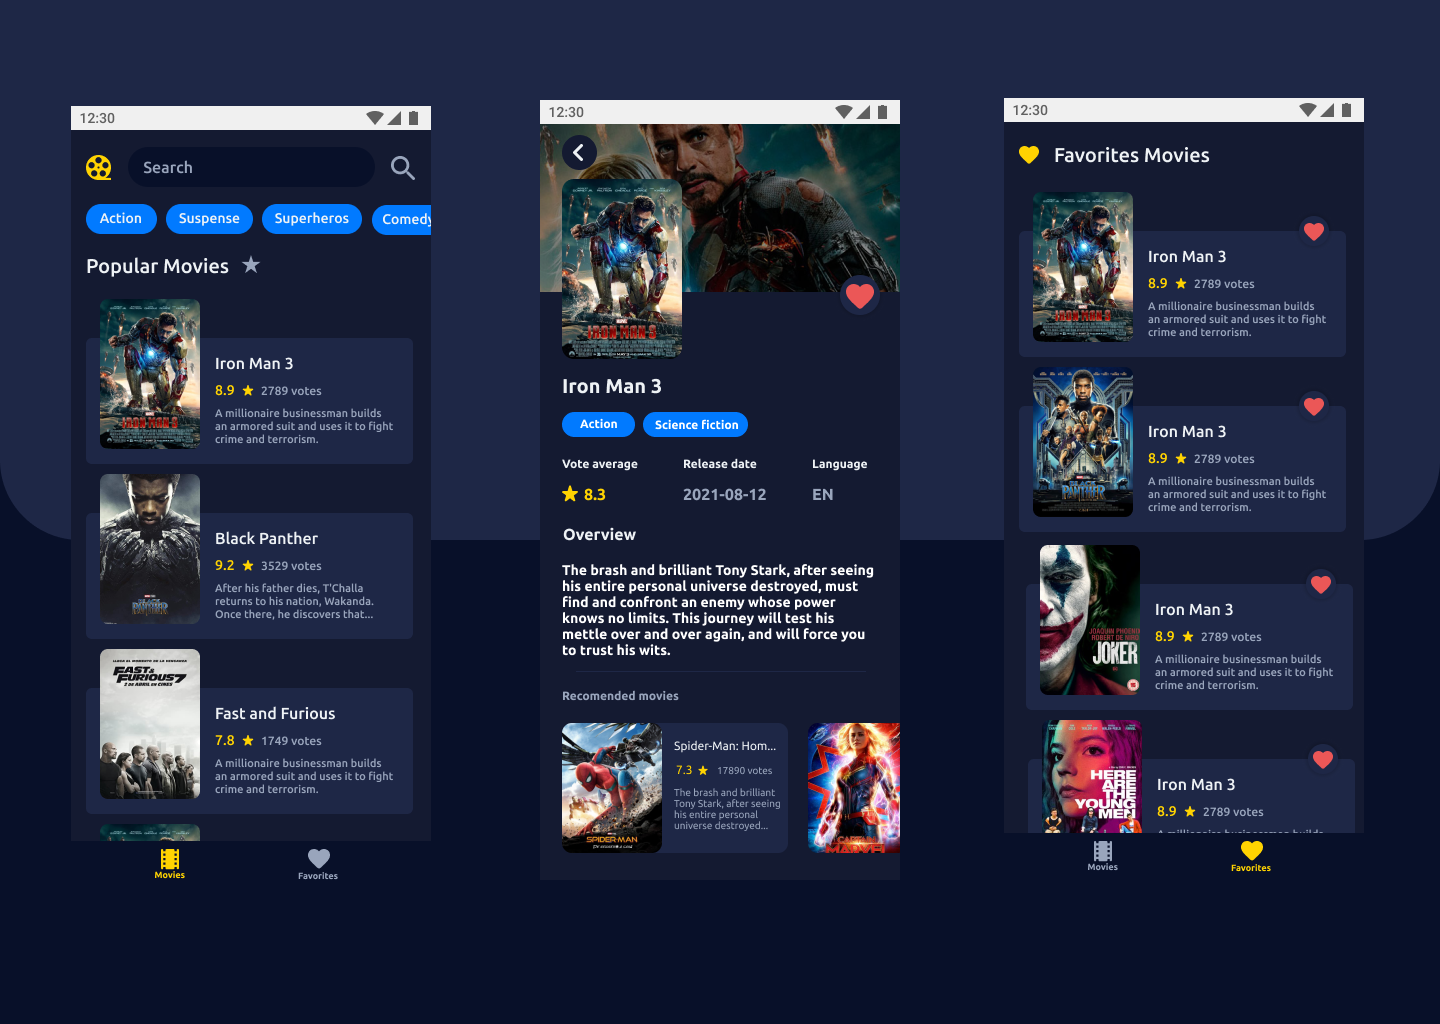 12:30
Search
Action
Suspense
Superheros
Comedy
Popular Movies
IRON MAN 3
Iron Man 3
8.9 2789 votes
A millionaire businessman builds
an armored suit and uses it to fight
crime and terrorism.
BLACK
PANTHER
Black Panther
9.2 3529 votes
After his father dies, T'Challa
returns to his nation, Wakanda.
Once there, he discovers that...
LLEGA EL MOMENTO DE LA VENGANZA
FAST &
FURIOUS 7
2 DE ABRIL EN CINES
Fast and Furious
7.8 1749 votes
A millionaire businessman builds
an armored suit and uses it to fight
crime and terrorism.
Movies
Favorites
12:30
IRON MAN 3
Iron Man 3
Action
Science fiction
Vote average
Release date
Language
8.3
2021-08-12
EN
Overview
The brash and brilliant Tony Stark, after seeing
his entire personal universe destroyed, must
find and confront an enemy whose power
knows no limits. This journey will test his
mettle over and over again, and will force you
to trust his wits.
Recomended movies
SPIDER-MAN
Spider-Man: Hom...
7.3 17890 votes
The brash and brilliant
Tony Stark, after seeing
his entire personal
universe destroyed...
CAPTAIN
MARVEL
12:30
Favorites Movies
IRON MAN 3
Iron Man 3
8.9 2789 votes
A millionaire businessman builds
an armored suit and uses it to fight
crime and terrorism.
BLACK
PANTHER
Iron Man 3
8.9 2789 votes
A millionaire businessman builds
an armored suit and uses it to fight
crime and terrorism.
JOAQUIN PHOENIX
ROBERT DE NIRO
JOKER
Iron Man 3
8.9 2789 votes
A millionaire businessman builds
an armored suit and uses it to fight
crime and terrorism.
HERE
ARE
THE
YOUNG
MEN
Iron Man 3
8.9 2789 votes
A millionaire businessman builds
Movies
Favorites